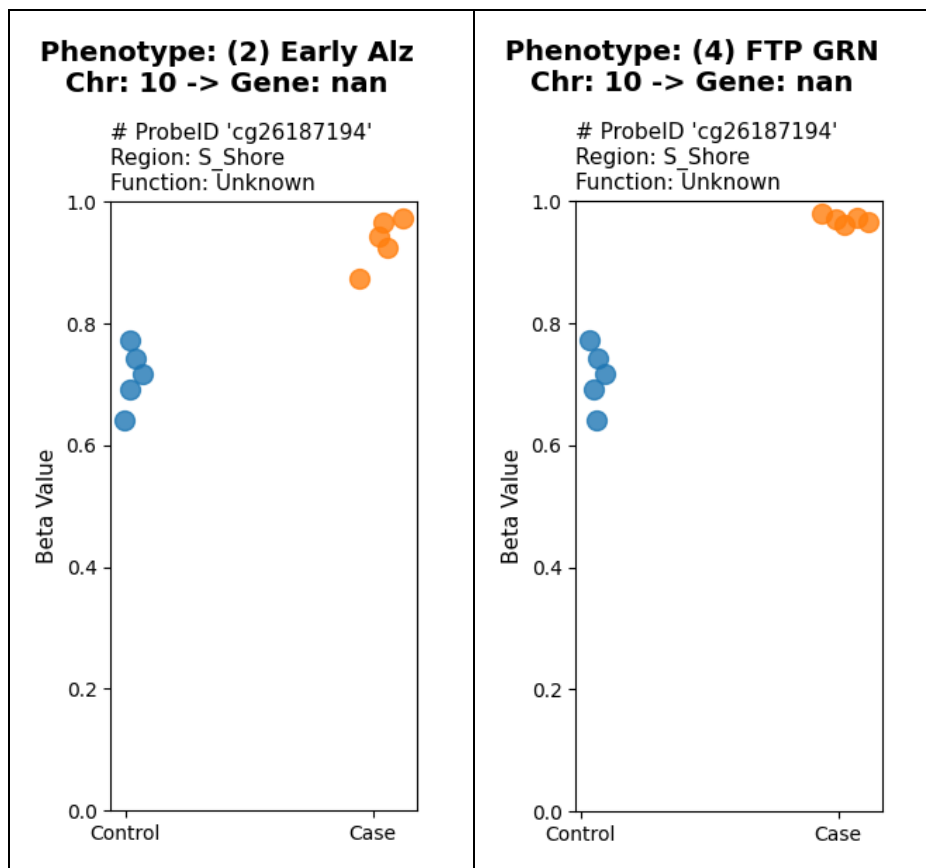 Phenotype: (2) Early Alz
Chr: 10 -> Gene: nan
# ProbeID 'cg26187194'
Region: S_Shore
Function: Unknown
1.0
0.8
0.6
0.4
0.2
0.0
Beta Value
Control
Case
Phenotype: (4) FTP GRN
Chr: 10 -> Gene: nan
# ProbeID 'cg26187194'
Region: S_Shore
Function: Unknown
1.0
0.8
0.6
0.4
0.2
0.0
Beta Value
Control
Case